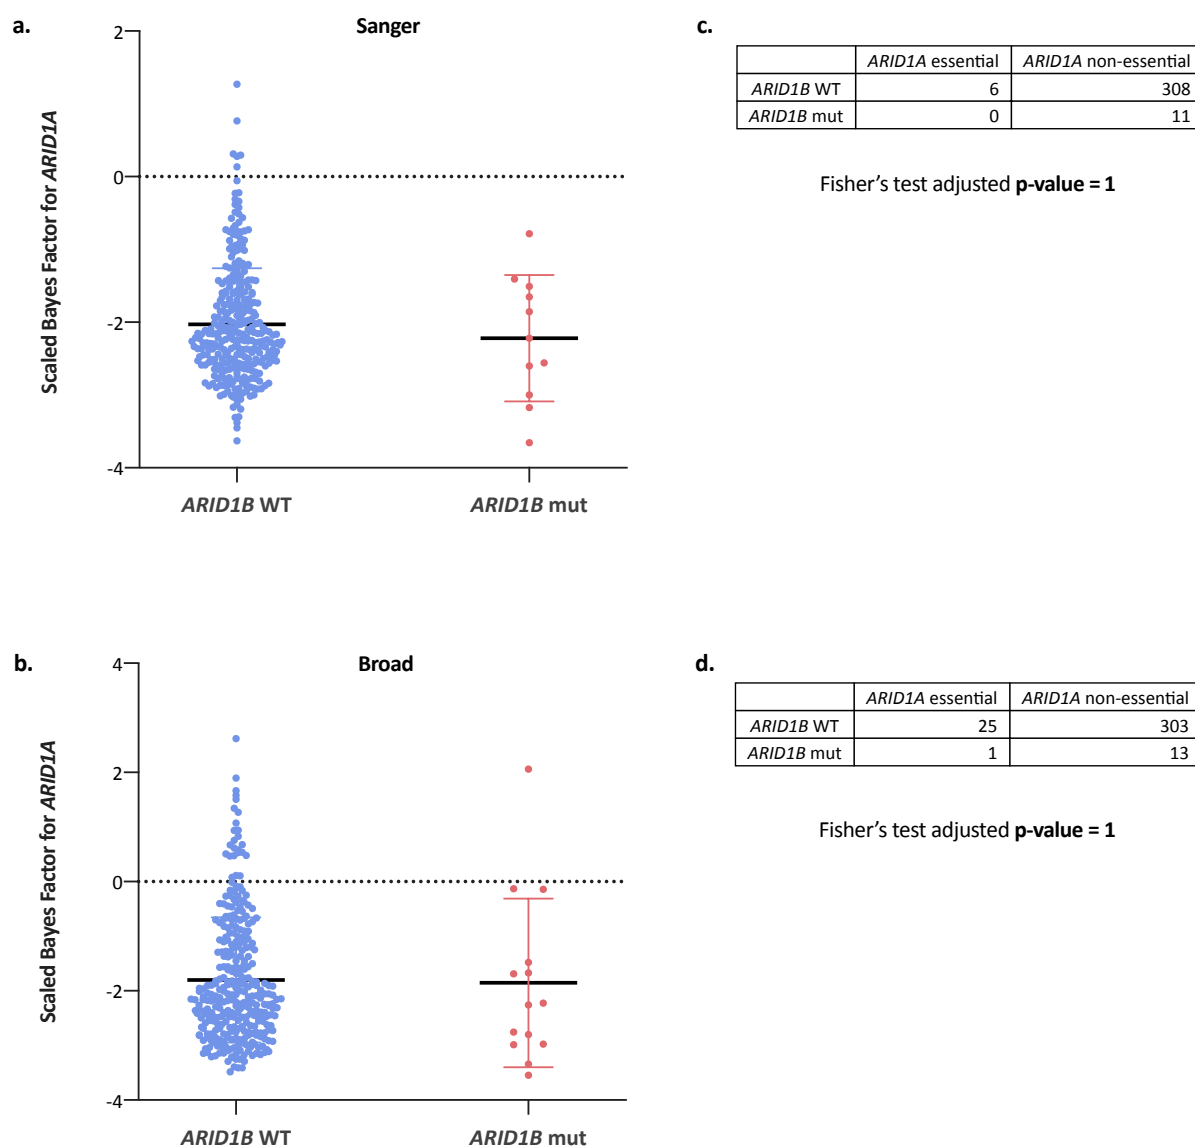 a.
Sanger
2
0
-2
-4
Scaled Bayes Factor for ARID1A
ARID1B WT
ARID1B mut
c.
ARID1A essential
ARID1A non-essential
ARID1B WT
6
308
ARID1B mut
0
11
Fisher’s test adjusted p-value = 1
b.
Broad
4
2
0
-2
-4
Scaled Bayes Factor for ARID1A
ARID1B WT
ARID1B mut
d.
ARID1A essential
ARID1A non-essential
ARID1B WT
25
303
ARID1B mut
1
13
Fisher’s test adjusted p-value = 1